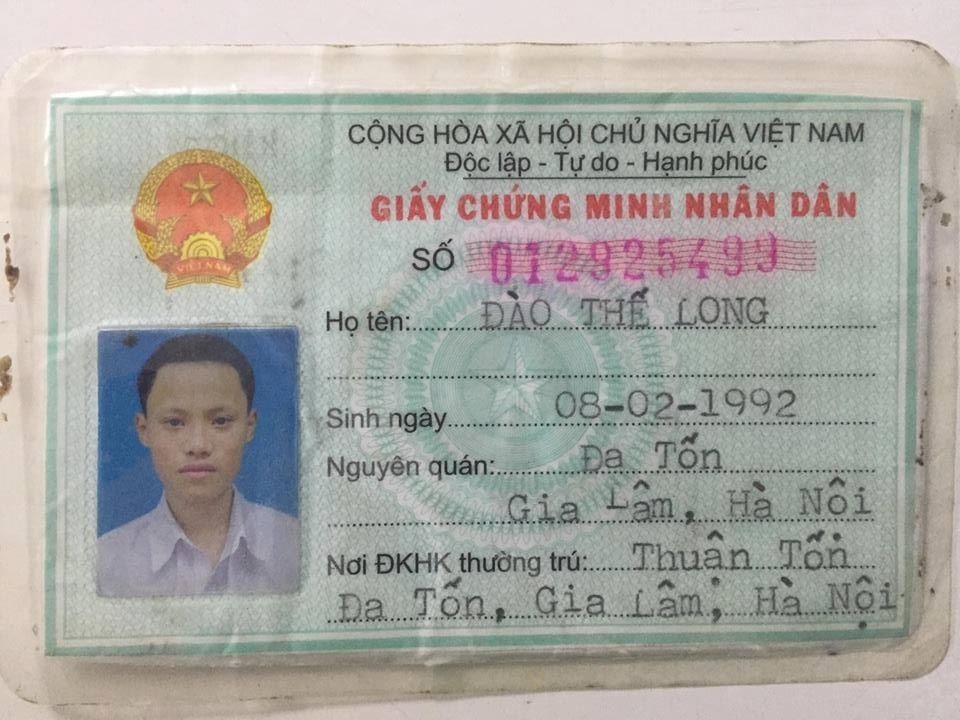 CỘNG HÒA XÃ HỘI CHỦ NGHĨA VIỆT NAM
Độc lập - Tự do - Hạnh phúc
GIẤY CHỨNG MINH NHÂN DÂN
SỐ 012925499
VIỆT NAM
Họ tên: ĐÀO THẾ LONG
Sinh ngày 08-02-1992
Nguyên quán: Đa Tốn
Gia Lâm, Hà Nội
Nơi ĐKHK thường trú: Thuận Tốn
Đa Tốn, Gia Lâm, Hà Nội